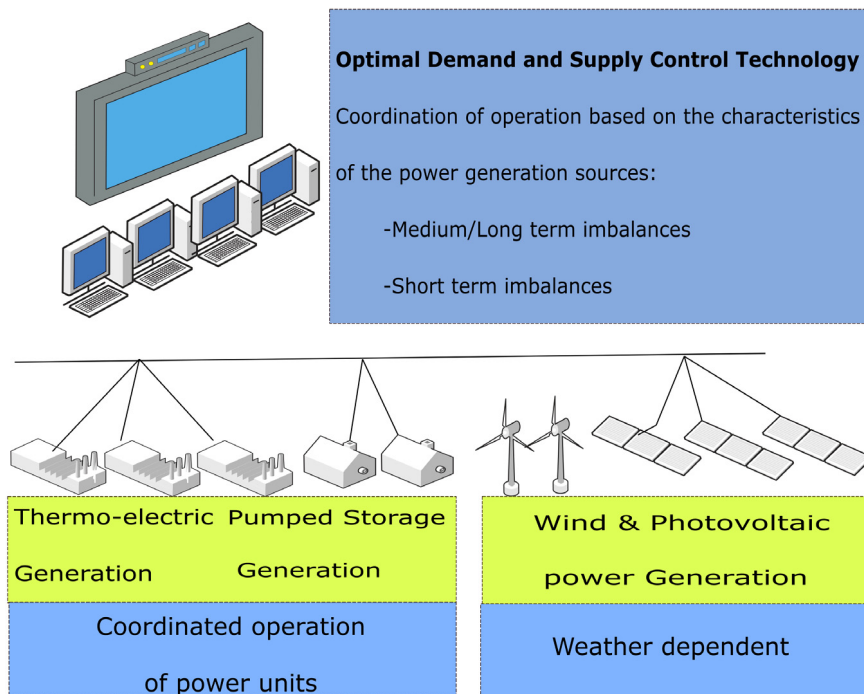 Optimal Demand and Supply Control Technology
Coordination of operation based on the characteristics
of the power generation sources:
-Medium/Long term imbalances
-Short term imbalances
Thermo-electric
Generation
Pumped Storage
Generation
Wind & Photovoltaic
power Generation
Coordinated operation
of power units
Weather dependent